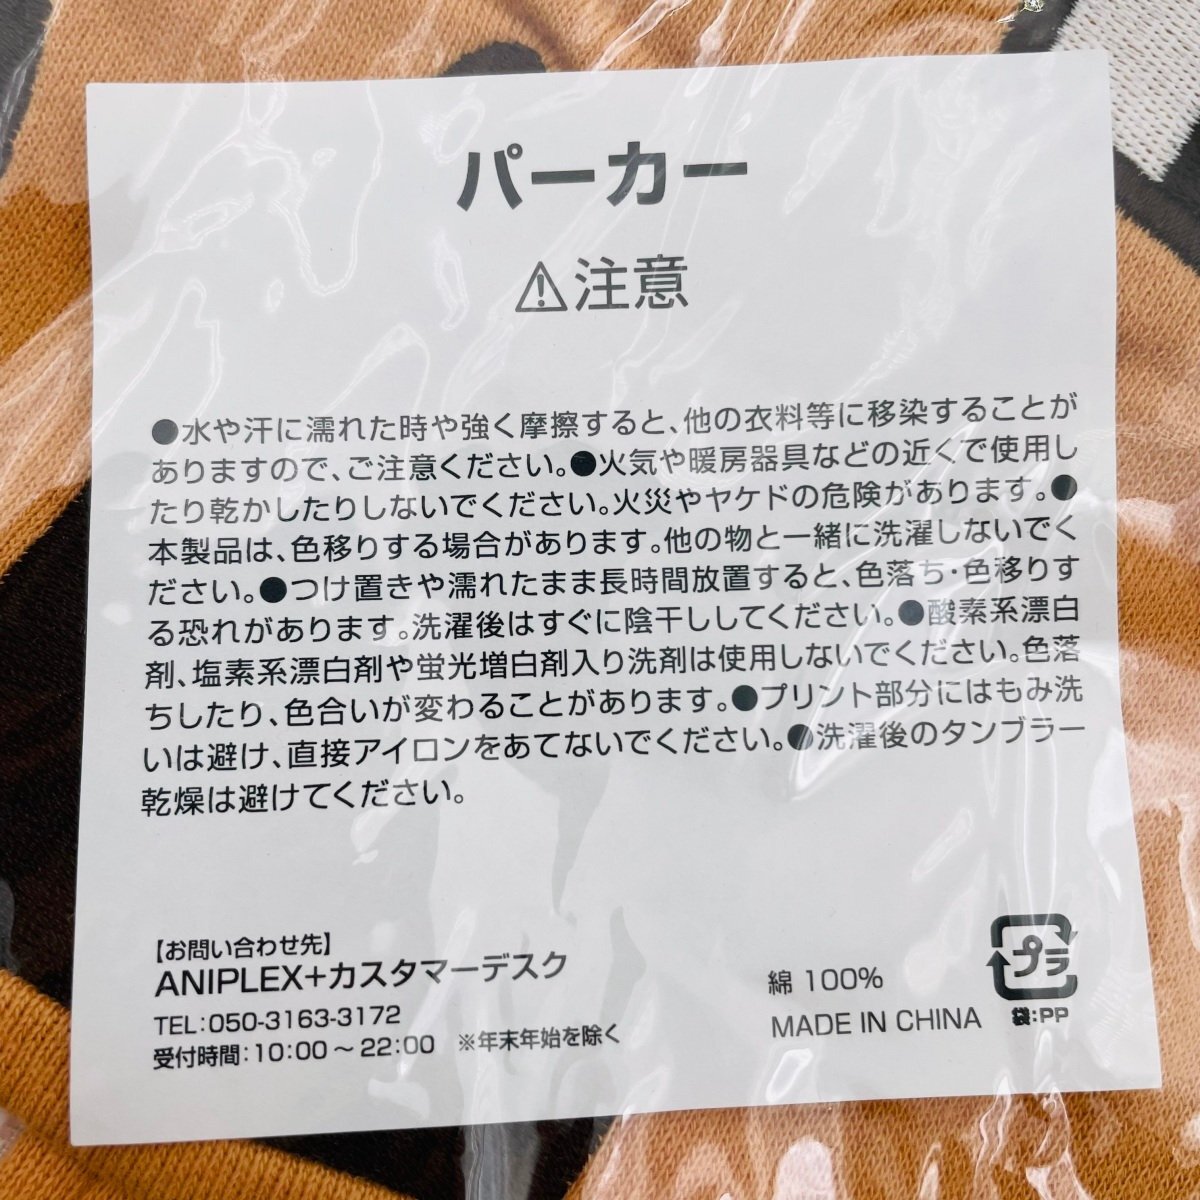 パーカー
⚠注意
●水や汗に濡れた時や強く摩擦すると、他の衣料等に移染することが
ありますので、ご注意ください。●火気や暖房器具などの近くで使用し
たり乾かしたりしないでください。火災やヤケドの危険があります。●
本製品は、色移りする場合があります。他の物と一緒に洗濯しないでく
ださい。●つけ置きや濡れたまま長時間放置すると、色落ち・色移りす
る恐れがあります。洗濯後はすぐに陰干ししてください。●酸素系漂白
剤、塩素系漂白剤や蛍光増白剤入り洗剤は使用しないでください。色落
ちしたり、色合いが変わることがあります。●プリント部分にはもみ洗
いは避け、直接アイロンをあてないでください。●洗濯後のタンブラー
乾燥は避けてください。
【お問い合わせ先】
ANIPLEX+カスタマーデスク
TEL:050-3163-3172
受付時間:10:00～22:00 ※年末年始を除く
綿 100%
MADE IN CHINA
プラ
袋:PP